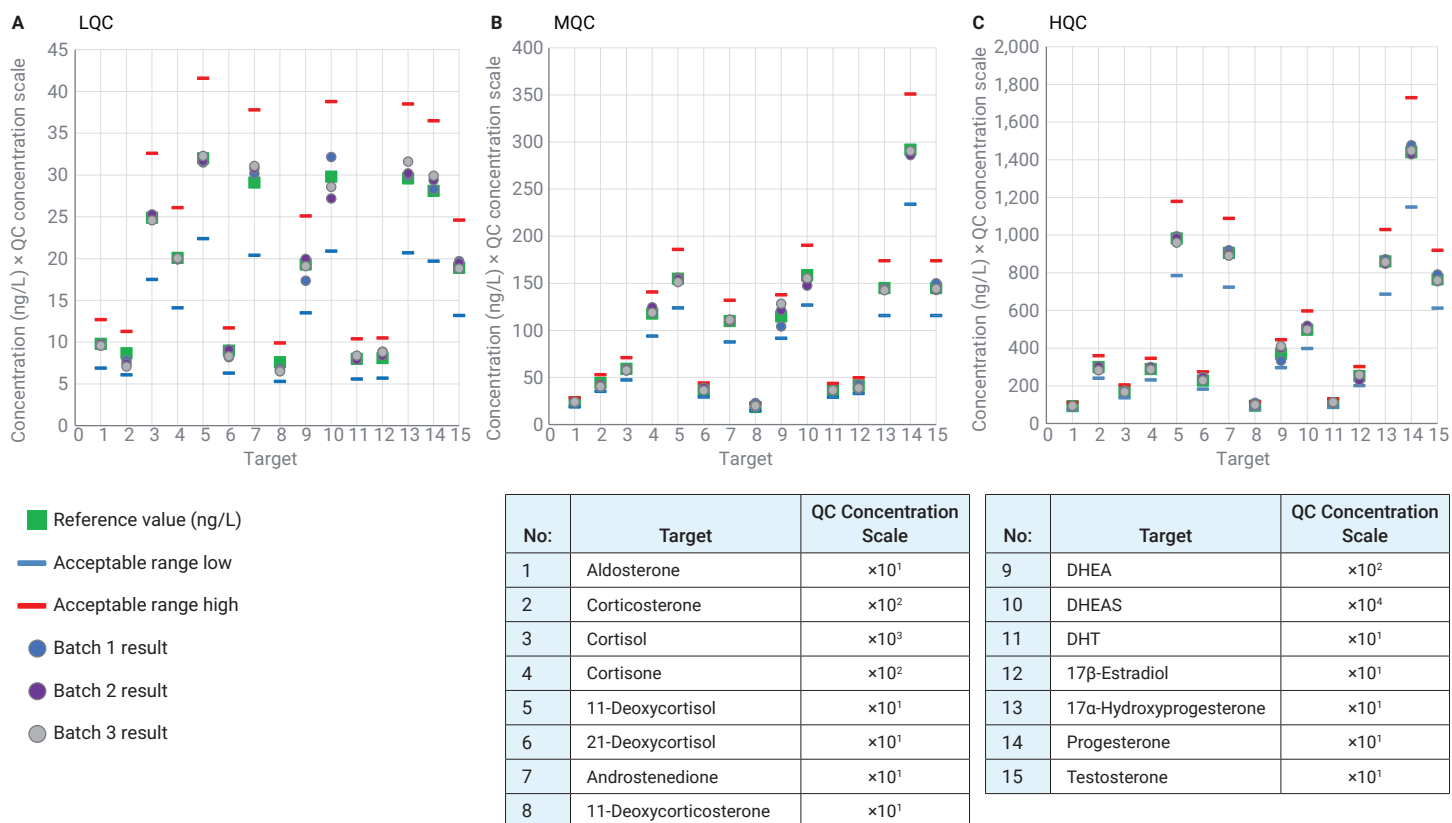 A LQC
Concentration (ng/L) × QC concentration scale
45
40
35
30
25
20
15
10
5
0
0 1 2 3 4 5 6 7 8 9 10 11 12 13 14 15
Target
B MQC
Concentration (ng/L) × QC concentration scale
400
350
300
250
200
150
100
50
0
0 1 2 3 4 5 6 7 8 9 10 11 12 13 14 15
Target
C HQC
Concentration (ng/L) × QC concentration scale
2,000
1,800
1,600
1,400
1,200
1,000
800
600
400
200
0
0 1 2 3 4 5 6 7 8 9 10 11 12 13 14 15
Target
Reference value (ng/L)
Acceptable range low
Acceptable range high
Batch 1 result
Batch 2 result
Batch 3 result
No: Target QC Concentration Scale
1 Aldosterone ×10¹
2 Corticosterone ×10²
3 Cortisol ×10³
4 Cortisone ×10²
5 11-Deoxycortisol ×10¹
6 21-Deoxycortisol ×10¹
7 Androstenedione ×10¹
8 11-Deoxycorticosterone ×10¹
No: Target QC Concentration Scale
9 DHEA ×10²
10 DHEAS ×10⁴
11 DHT ×10¹
12 17β-Estradiol ×10¹
13 17α-Hydroxyprogesterone ×10¹
14 Progesterone ×10¹
15 Testosterone ×10¹